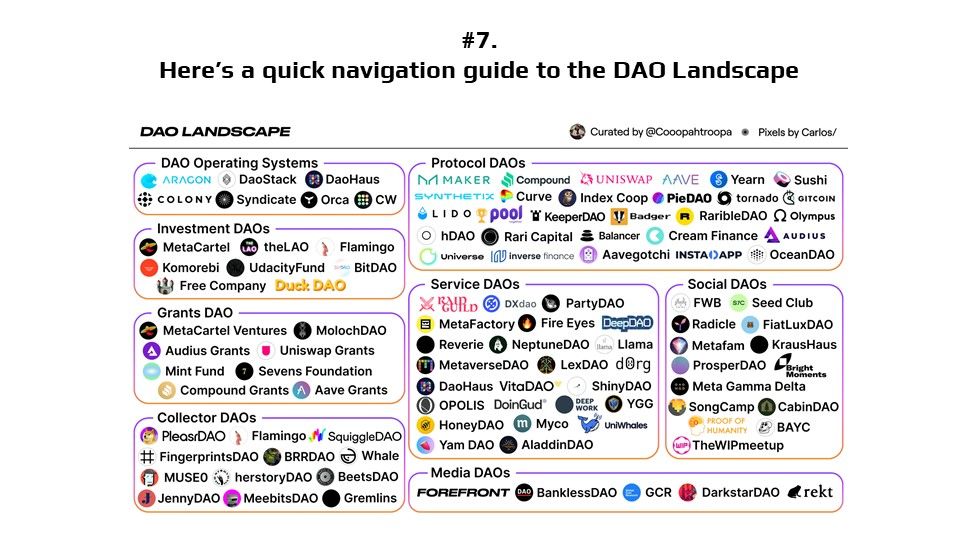 #7.
Here's a quick navigation guide to the DAO Landscape
DAO LANDSCAPE
Curated by @Cooopahtroopa
Pixels by Carlos/
DAO Operating Systems
ARAGON DaoStack DaoHaus
COLONY Syndicate Orca CW
Investment DAOs
MetaCartel THE LAO theLAO Flamingo
Komorebi UdacityFund BitDAO
Free Company Duck DAO
Grants DAO
MetaCartel Ventures MolochDAO
Audius Grants Uniswap Grants
Mint Fund 7 Sevens Foundation
Compound Grants Aave Grants
Collector DAOs
PleasrDAO Flamingo SquiggleDAO
FingerprintsDAO BRRDAO Whale
MUSE0 herstoryDAO BeetsDAO
J JennyDAO MeebitsDAO Gremlins
Protocol DAOs
MAKER Compound UNISWAP AAVE Yearn Sushi
SYNTHETIX Curve Index Coop PieDAO tornado GITCOIN
LIDO pool KeeperDAO Badger RaribleDAO Olympus
hDAO Rari Capital Balancer Cream Finance AUDIUS
universe inverse finance Aavegotchi INSTADAPP OceanDAO
Service DAOs
RAID GUILD DXdao PartyDAO
MetaFactory Fire Eyes DeepDAO
Reverie NeptuneDAO llama Llama
MetaverseDAO LexDAO dOrg
DaoHaus VitaDAO ShinyDAO
OPOLIS DoinGud DEEP WORK YGG
HoneyDAO m Myco UniWhales
Yam DAO AladdinDAO
Social DAOs
FWB S?C Seed Club
Radicle FiatLuxDAO
Metafam KrausHaus
ProsperDAO Bright Moments
Meta Gamma Delta
SongCamp CabinDAO
PROOF OF HUMANITY BAYC
WIP TheWIPmeetup
Media DAOs
FOREFRONT DAO BanklessDAO GCR DarkstarDAO rekt